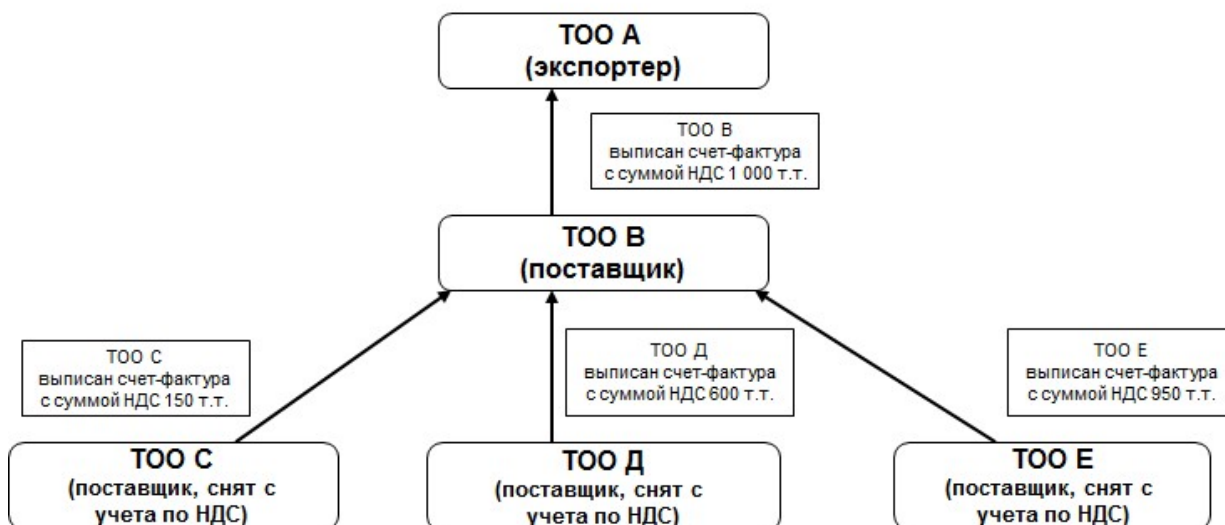 ТОО А
(экспортер)
ТОО В
выписан счет-фактура
с суммой НДС 1 000 т.т.
ТОО В
(поставщик)
ТОО С
выписан счет-фактура
с суммой НДС 150 т.т.
ТОО Д
выписан счет-фактура
с суммой НДС 600 т.т.
ТОО Е
выписан счет-фактура
с суммой НДС 950 т.т.
ТОО С
(поставщик, снят с
учета по НДС)
ТОО Д
(поставщик, снят с
учета по НДС)
ТОО Е
(поставщик, снят с
учета по НДС)